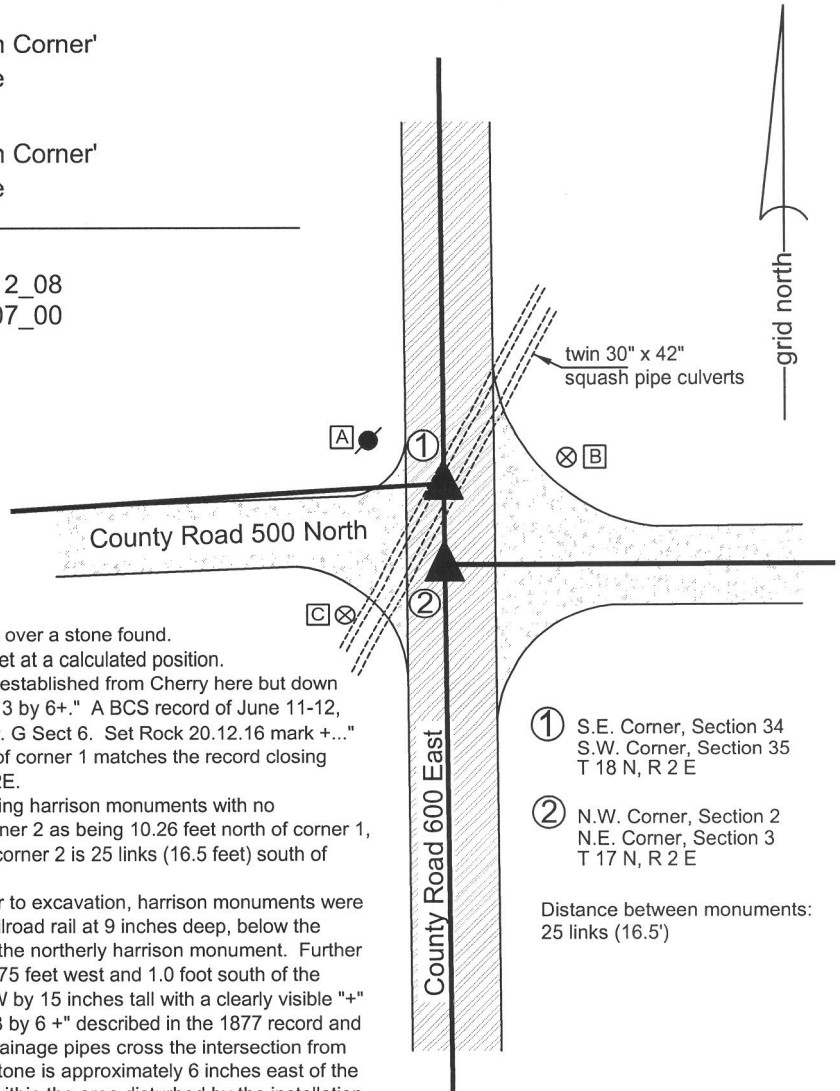 n Corner'
e
n Corner'
e
12_08
07_00
grid north
twin 30" x 42"
squash pipe culverts
A
1
B
County Road 500 North
2
C
over a stone found.
et at a calculated position.
established from Cherry here but down
3 by 6+." A BCS record of June 11-12,
. G Sect 6. Set Rock 20.12.16 mark +..."
of corner 1 matches the record closing
2E.
ing harrison monuments with no
rner 2 as being 10.26 feet north of corner 1,
corner 2 is 25 links (16.5 feet) south of
r to excavation, harrison monuments were
ilroad rail at 9 inches deep, below the
the northerly harrison monument. Further
75 feet west and 1.0 foot south of the
W by 15 inches tall with a clearly visible "+"
3 by 6 +" described in the 1877 record and
ainage pipes cross the intersection from
tone is approximately 6 inches east of the
within the area disturbed by the installation
County Road 600 East
1 S.E. Corner, Section 34
S.W. Corner, Section 35
T 18 N, R 2 E
2 N.W. Corner, Section 2
N.E. Corner, Section 3
T 17 N, R 2 E
Distance between monuments:
25 links (16.5')